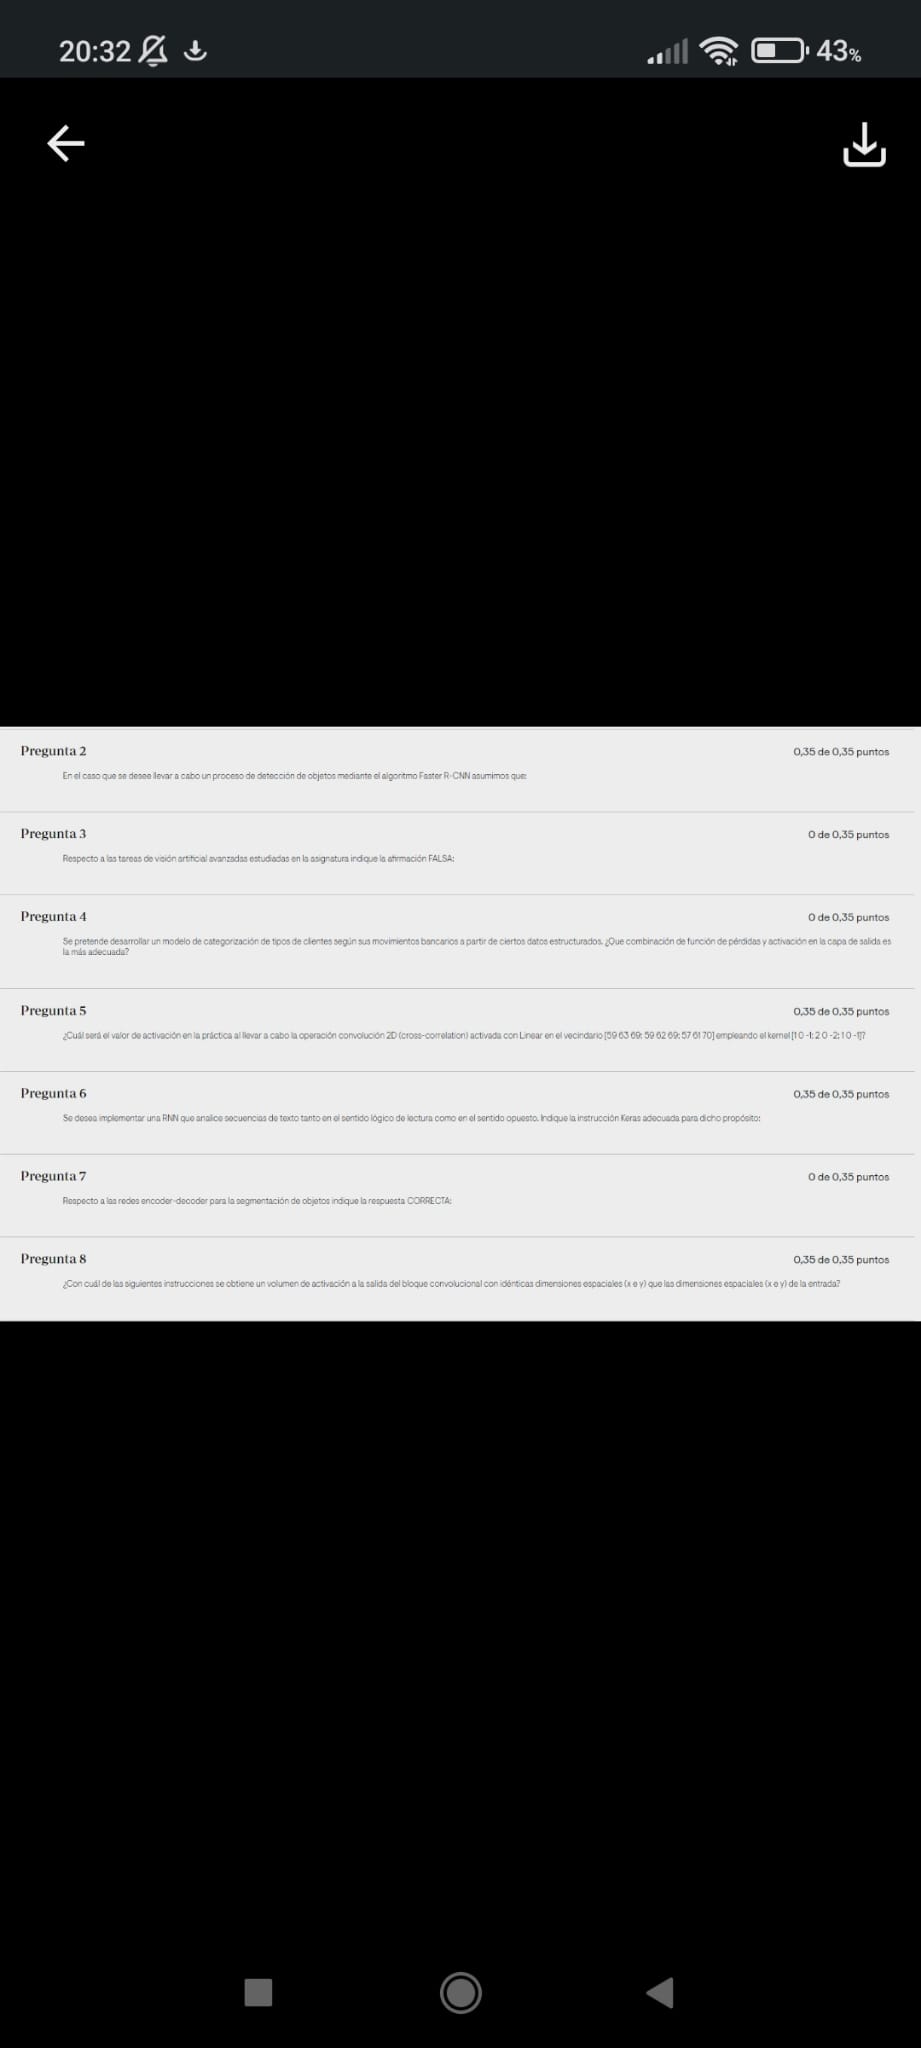 20:32
43%
Pregunta 2
0,35 de 0,35 puntos
En el caso que se desee llevar a cabo un proceso de detección de objetos mediante el algoritmo Faster R-CNN asumimos que:
Pregunta 3
0 de 0,35 puntos
Respecto a las tareas de visión artificial avanzadas estudiadas en la asignatura indique la afirmación FALSA:
Pregunta 4
0 de 0,35 puntos
Se pretende desarrollar un modelo de categorización de tipos de clientes según sus movimientos bancarios a partir de ciertos datos estructurados. ¿Que combinación de función de pérdidas y activación en la capa de salida es
la más adecuada?
Pregunta 5
0,35 de 0,35 puntos
¿Cuál será el valor de activación en la práctica al llevar a cabo la operación convolución 2D (cross-correlation) activada con Linear en el vecindario [59 63 69; 59 62 69; 57 61 70] empleando el kernel [1 0 -1; 2 0 -2; 1 0 -1]?
Pregunta 6
0,35 de 0,35 puntos
Se desea implementar una RNN que analice secuencias de texto tanto en el sentido lógico de lectura como en el sentido opuesto. Indique la instrucción Keras adecuada para dicho propósito:
Pregunta 7
0 de 0,35 puntos
Respecto a las redes encoder-decoder para la segmentación de objetos indique la respuesta CORRECTA:
Pregunta 8
0,35 de 0,35 puntos
¿Con cuál de las siguientes instrucciones se obtiene un volumen de activación a la salida del bloque convolucional con idénticas dimensiones espaciales (x e y) que las dimensiones espaciales (x e y) de la entrada?